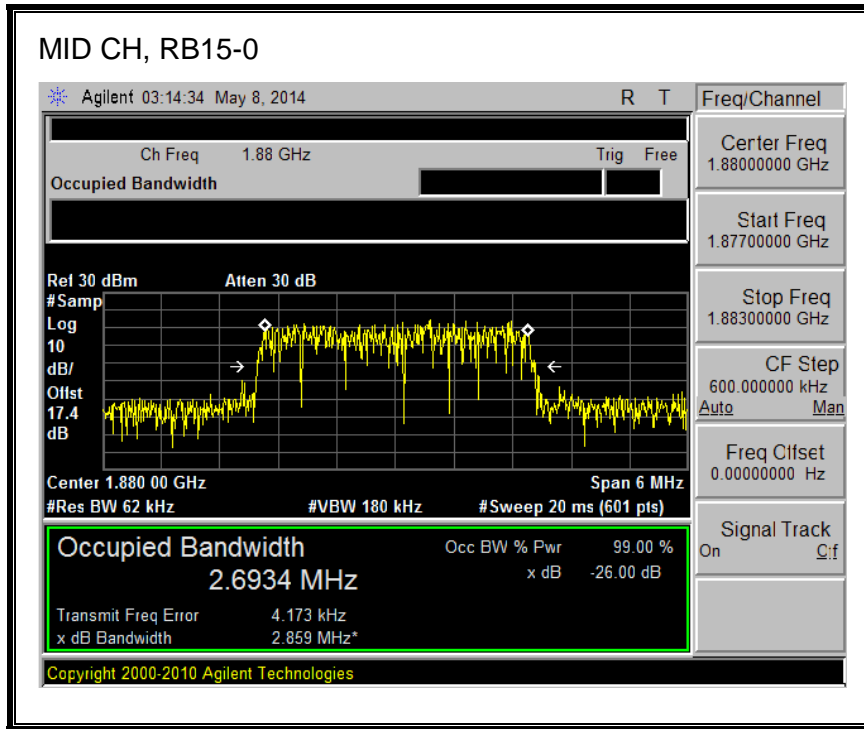 MID CH, RB15-0
Agilent 03:14:34 May 8, 2014 R T
Ch Freq 1.88 GHz Trig Free
Occupied Bandwidth
Ref 30 dBm Atten 30 dB
#Samp
Log
10
dB/
Offst
17.4
dB
Center 1.880 00 GHz Span 6 MHz
#Res BW 62 kHz #VBW 180 kHz #Sweep 20 ms (601 pts)
Occupied Bandwidth Occ BW % Pwr 99.00 %
2.6934 MHz x dB -26.00 dB
Transmit Freq Error 4.173 kHz
x dB Bandwidth 2.859 MHz*
Copyright 2000-2010 Agilent Technologies
Freq/Channel
Center Freq
1.88000000 GHz
Start Freq
1.87700000 GHz
Stop Freq
1.88300000 GHz
CF Step
600.000000 kHz
Auto Man
Freq Offset
0.00000000 Hz
Signal Track
On Off